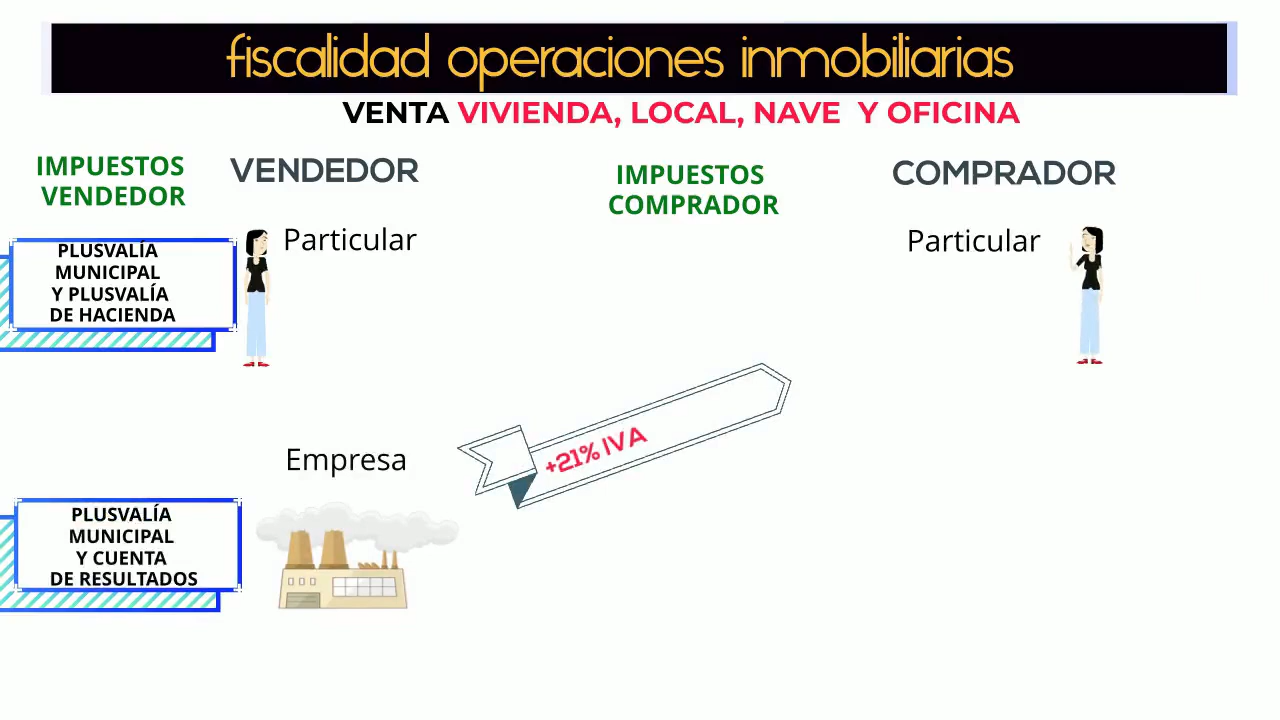 fiscalidad operaciones inmobiliarias
VENTA VIVIENDA, LOCAL, NAVE Y OFICINA
IMPUESTOS
VENDEDOR
VENDEDOR
IMPUESTOS
COMPRADOR
COMPRADOR
PLUSVALÍA
MUNICIPAL
Y PLUSVALÍA
DE HACIENDA
Particular
Particular
+21% IVA
Empresa
PLUSVALÍA
MUNICIPAL
Y CUENTA
DE RESULTADOS